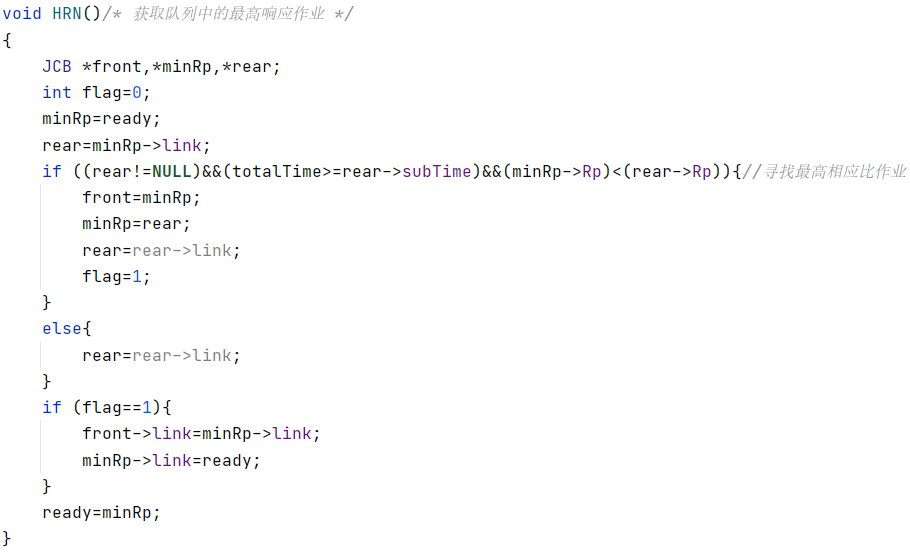 void HRN()/* 获取队列中的最高响应作业 */
{
    JCB *front,*minRp,*rear;
    int flag=0;
    minRp=ready;
    rear=minRp->link;
    if ((rear!=NULL)&&(totalTime>=rear->subTime)&&(minRp->Rp)<(rear->Rp)){//寻找最高相应比作业
        front=minRp;
        minRp=rear;
        rear=rear->link;
        flag=1;
    }
    else{
        rear=rear->link;
    }
    if (flag==1){
        front->link=minRp->link;
        minRp->link=ready;
    }
    ready=minRp;
}